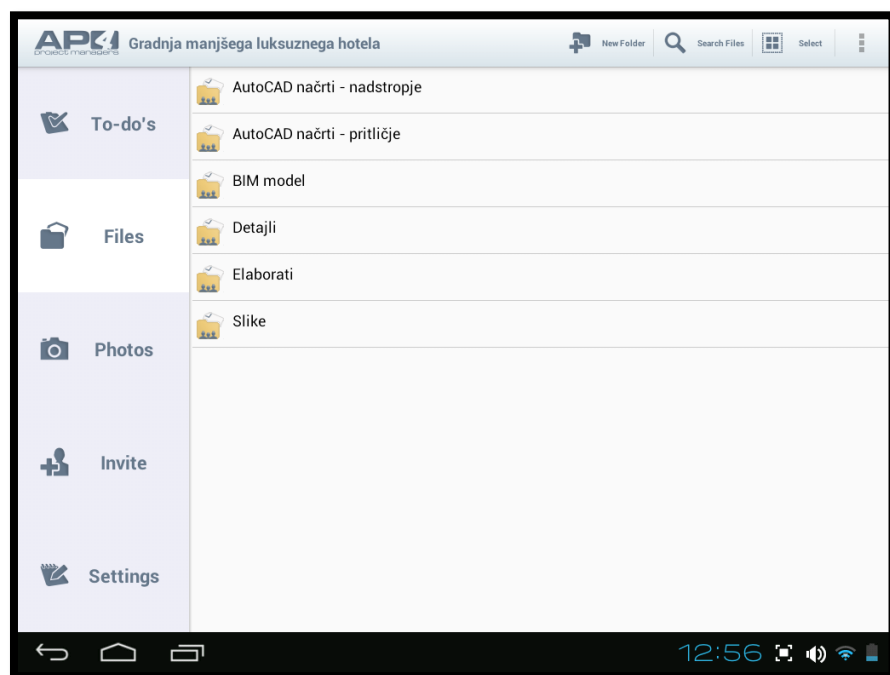 AP4 Gradnja manjšega luksuznega hotela New Folder Search Files Select
project managers
To-do's
Files
Photos
Invite
Settings
AutoCAD načrti - nadstropje
AutoCAD načrti - pritličje
BIM model
Detajli
Elaborati
Slike
12:56